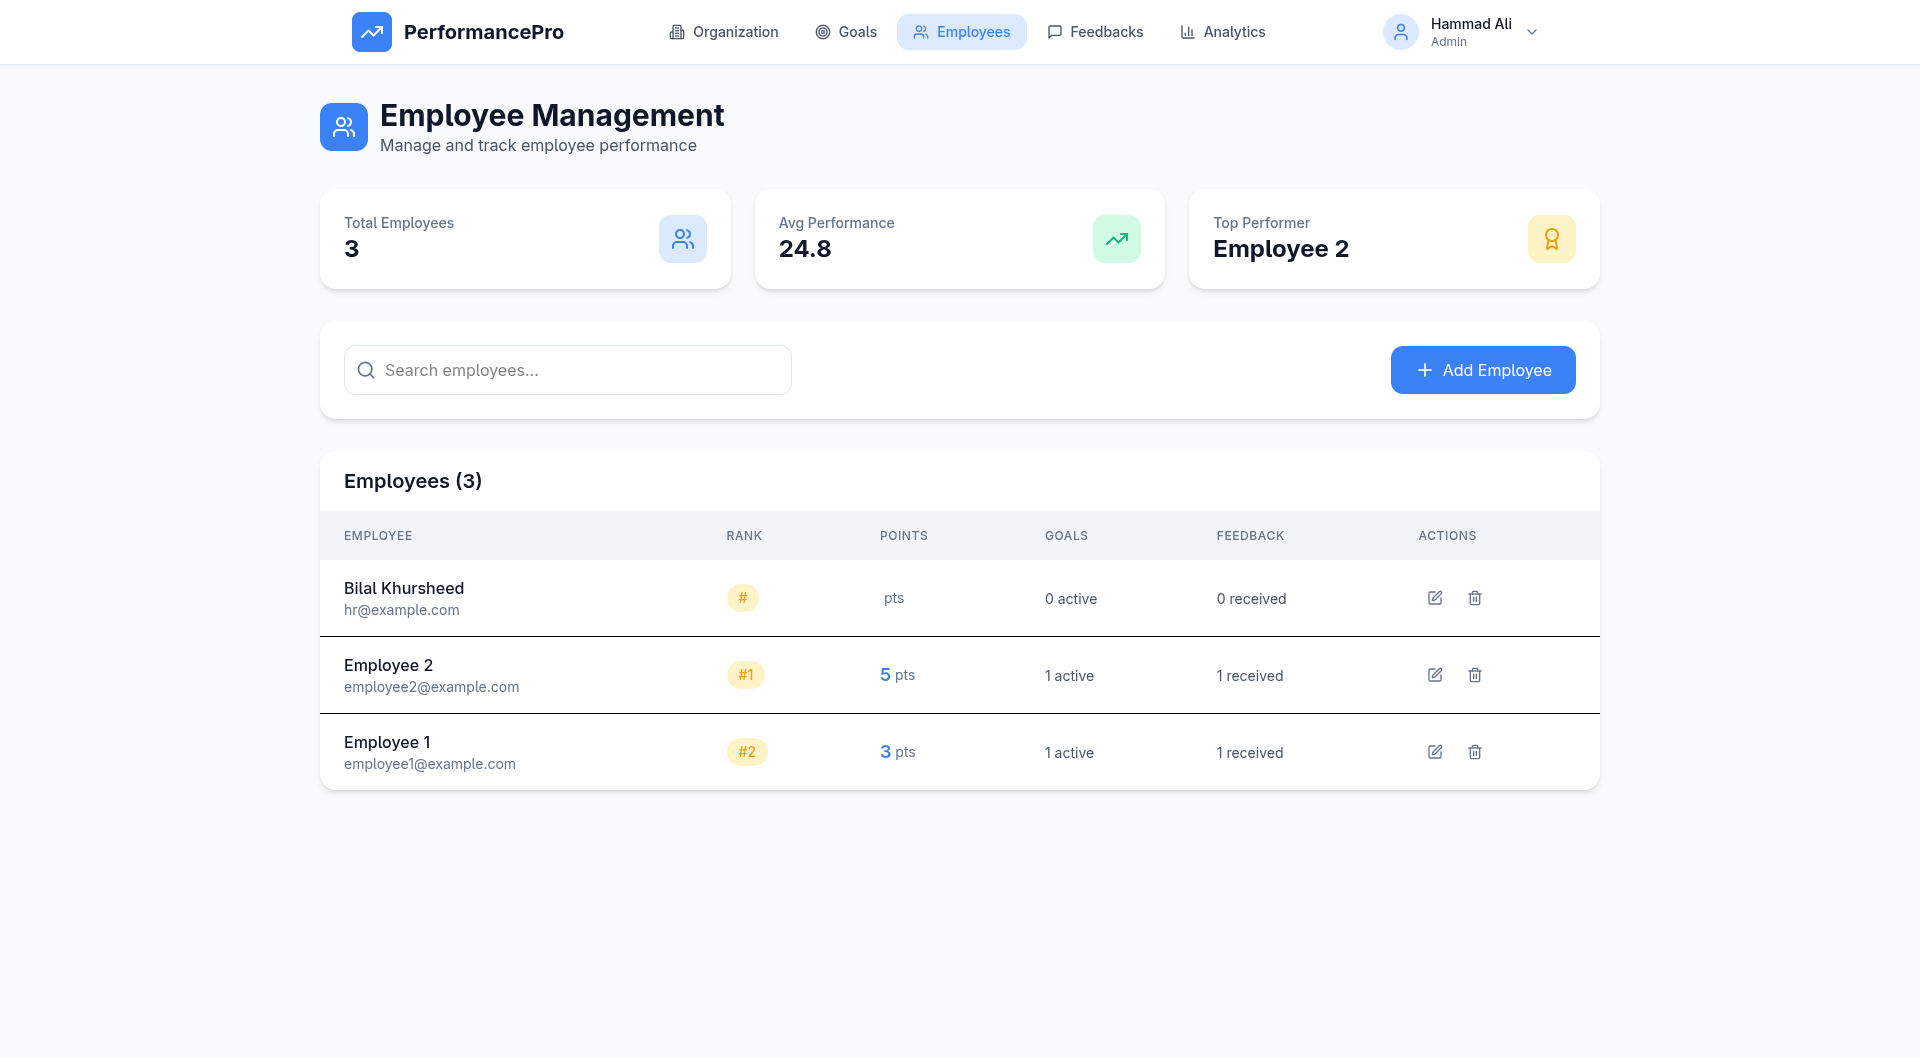 PerformancePro
Organization
Goals
Employees
Feedbacks
Analytics
Hammad Ali
Admin
Employee Management
Manage and track employee performance
Total Employees
3
Avg Performance
24.8
Top Performer
Employee 2
Search employees...
Add Employee
Employees (3)
EMPLOYEE RANK POINTS GOALS FEEDBACK ACTIONS
Bilal Khursheed
hr@example.com
# pts 0 active 0 received
Employee 2
employee2@example.com
#1 5 pts 1 active 1 received
Employee 1
employee1@example.com
#2 3 pts 1 active 1 received